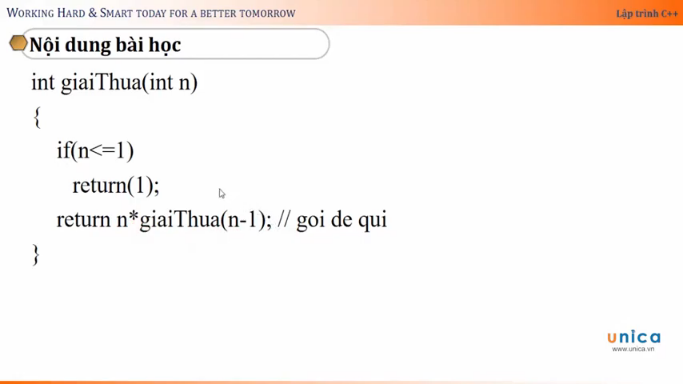 WORKING HARD & SMART TODAY FOR A BETTER TOMORROW
Lập trình C++
Nội dung bài học
int giaiThua(int n)
{
if(n<=1)
return(1);
return n*giaiThua(n-1); // goi de qui
}
unica
www.unica.vn